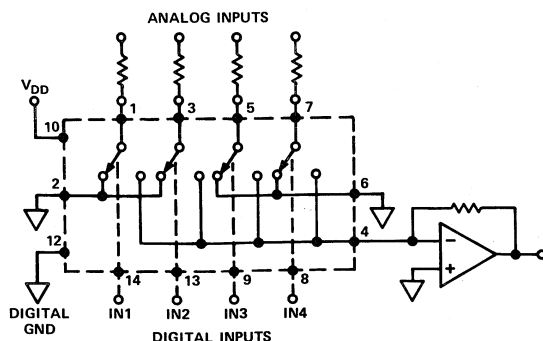 ANALOG INPUTS
VDD
1 3 5 7
10
2 6
12 4
14 13 9 8
− +
DIGITAL GND
IN1 IN2 IN3 IN4
DIGITAL INPUTS